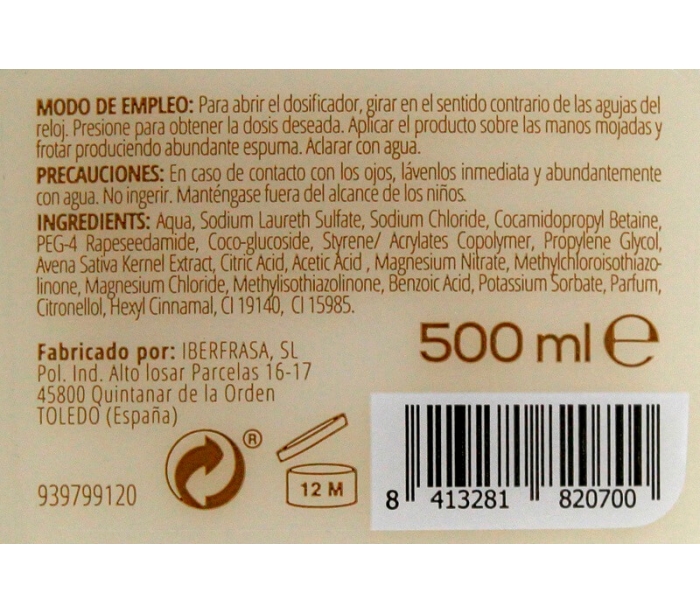 MODO DE EMPLEO: Para abrir el dosificador, girar en el sentido contrario de las agujas del
reloj. Presione para obtener la dosis deseada. Aplicar el producto sobre las manos mojadas y
frotar produciendo abundante espuma. Aclarar con agua.
PRECAUCIONES: En caso de contacto con los ojos, lávenlos inmediata y abundantemente
con agua. No ingerir. Manténgase fuera del alcance de los niños.
INGREDIENTS: Aqua, Sodium Laureth Sulfate, Sodium Chloride, Cocamidopropyl Betaine,
PEG-4 Rapeseedamide, Coco-glucoside, Styrene/ Acrylates Copolymer, Propylene Glycol,
Avena Sativa Kernel Extract, Citric Acid, Acetic Acid , Magnesium Nitrate, Methylchloroisothiazo-
linone, Magnesium Chloride, Methylisothiazolinone, Benzoic Acid, Potassium Sorbate, Parfum,
Citronellol, Hexyl Cinnamal, CI 19140, CI 15985.
500 ml e
Fabricado por: IBERFRASA, SL
Pol. Ind. Alto losar Parcelas 16-17
45800 Quintanar de la Orden
TOLEDO (España)
®
12 M
939799120
8 413281 820700